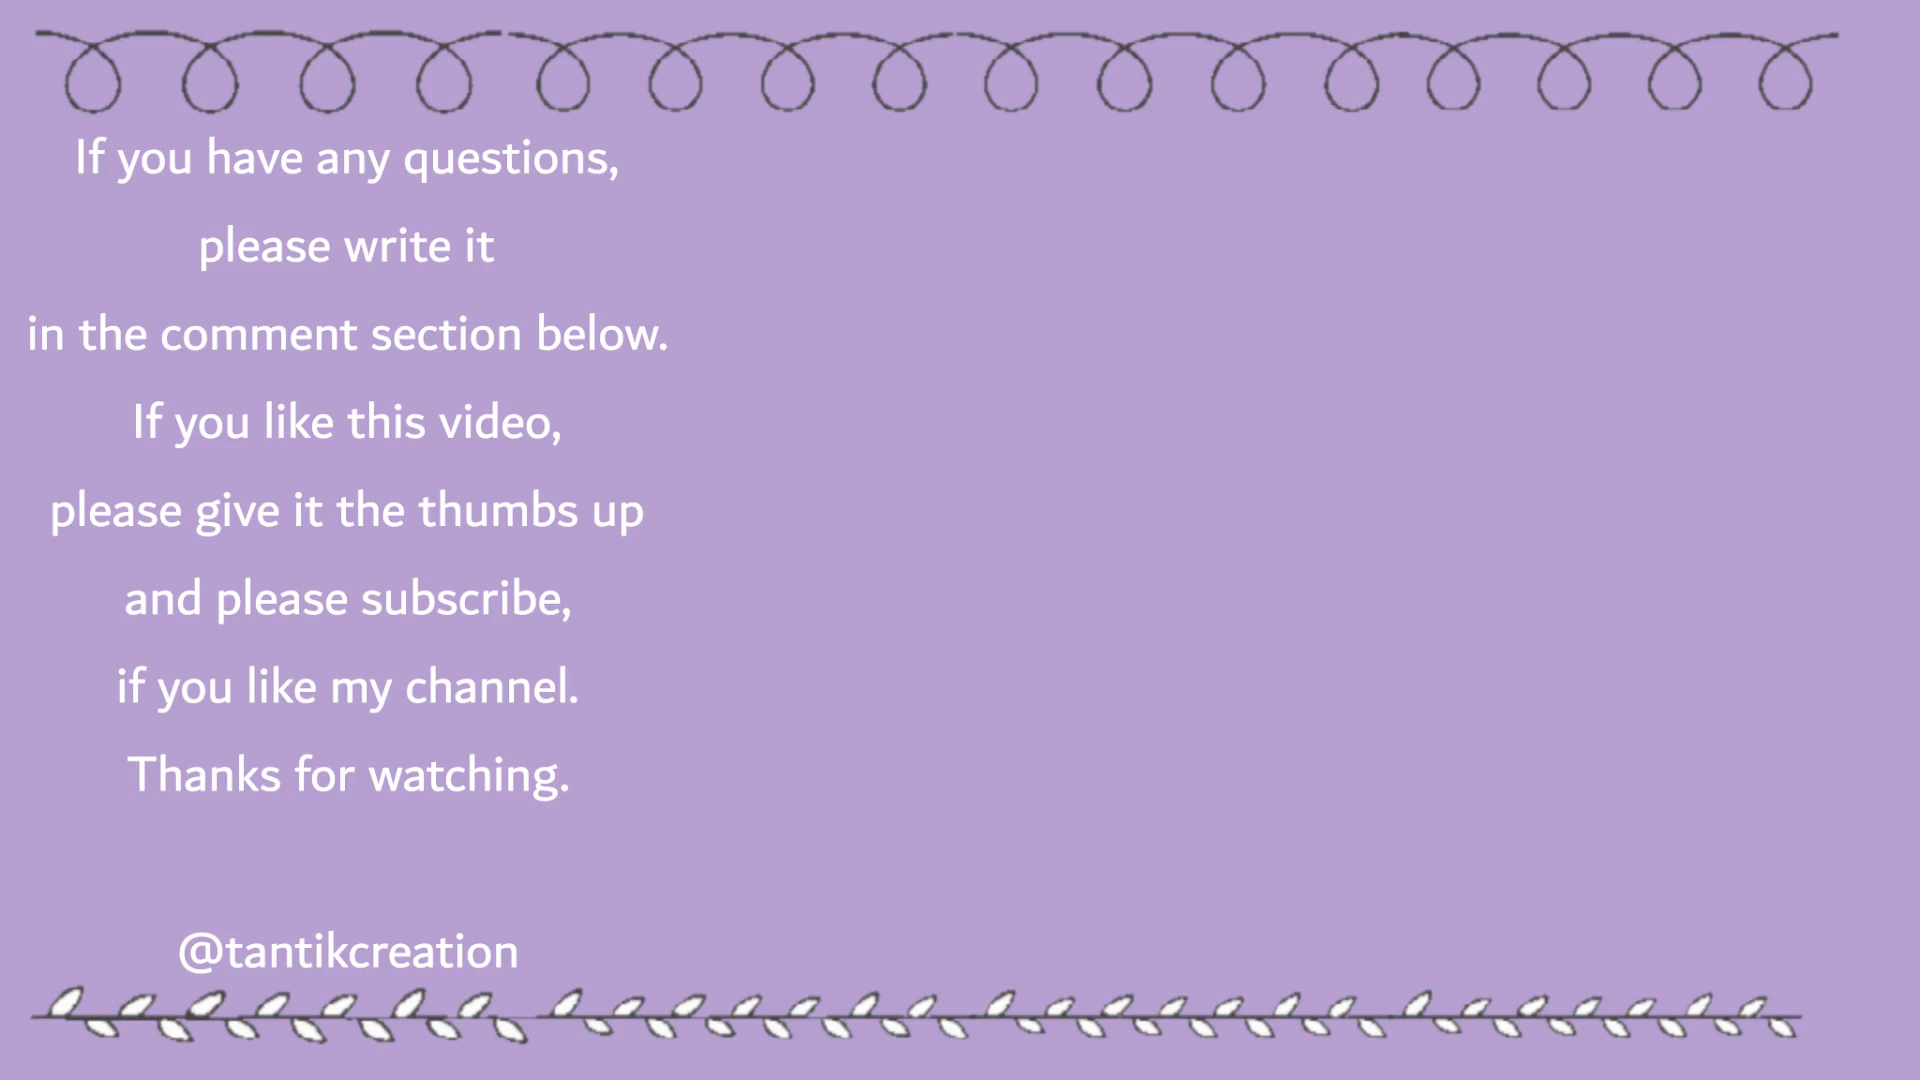 If you have any questions,
please write it
in the comment section below.
If you like this video,
please give it the thumbs up
and please subscribe,
if you like my channel.
Thanks for watching.
@tantikcreation